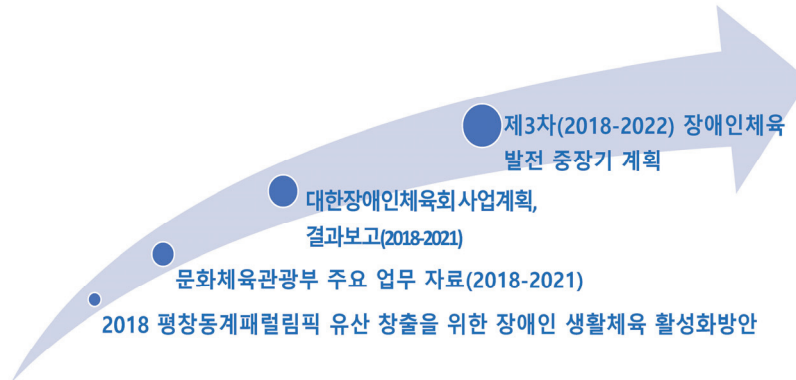 제3차(2018-2022) 장애인체육
발전 중장기 계획
대한장애인체육회 사업계획,
결과보고(2018-2021)
문화체육관광부 주요 업무 자료(2018-2021)
2018 평창동계패럴림픽 유산 창출을 위한 장애인 생활체육 활성화방안